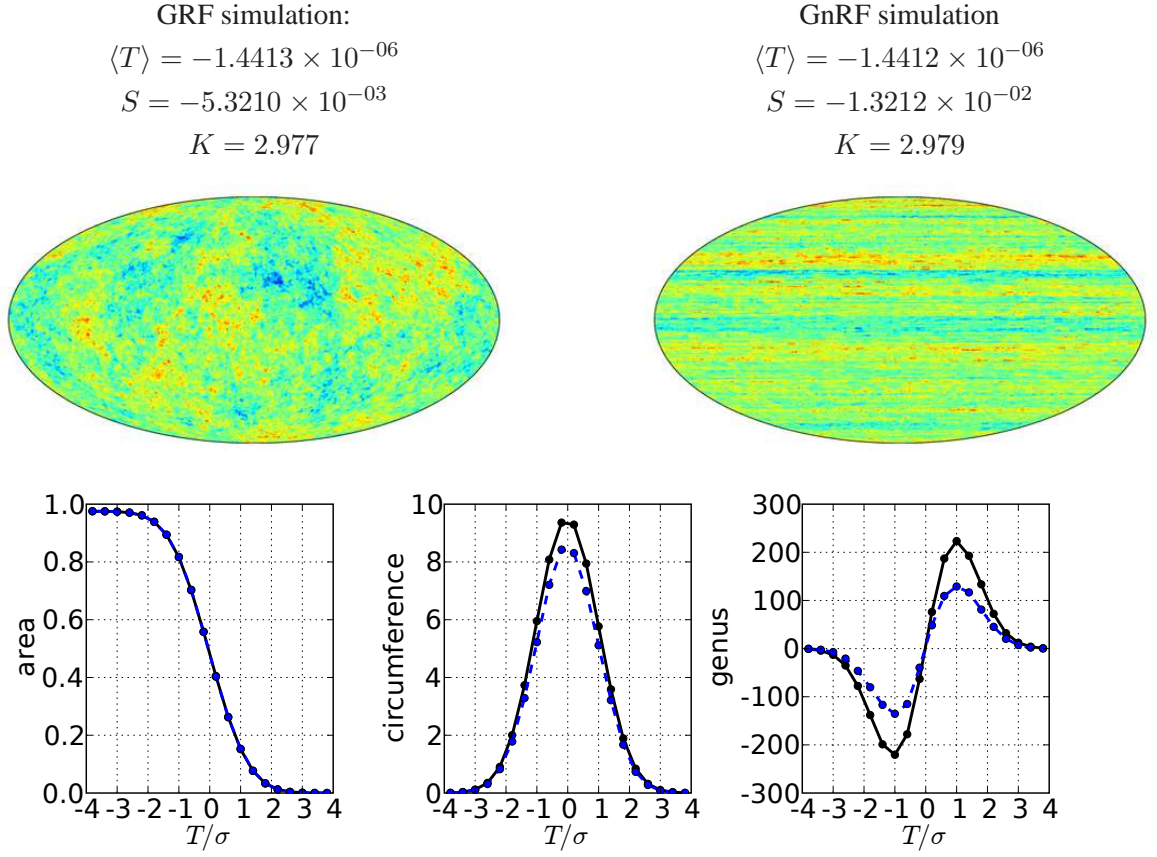 GRF simulation:
⟨T⟩ = −1.4413 × 10⁻⁰⁶
S = −5.3210 × 10⁻⁰³
K = 2.977
GnRF simulation
⟨T⟩ = −1.4412 × 10⁻⁰⁶
S = −1.3212 × 10⁻⁰²
K = 2.979
area
1.0
0.8
0.6
0.4
0.2
0.0
-4 -3 -2 -1 0 1 2 3 4
T/σ
circumference
10
8
6
4
2
0
-4 -3 -2 -1 0 1 2 3 4
T/σ
genus
300
200
100
0
-100
-200
-300
-4 -3 -2 -1 0 1 2 3 4
T/σ